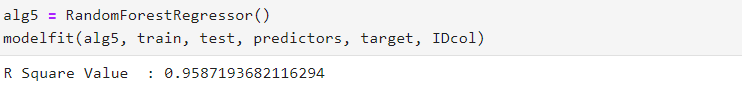 alg5 = RandomForestRegressor()
modelfit(alg5, train, test, predictors, target, IDcol)
R Square Value  : 0.9587193682116294